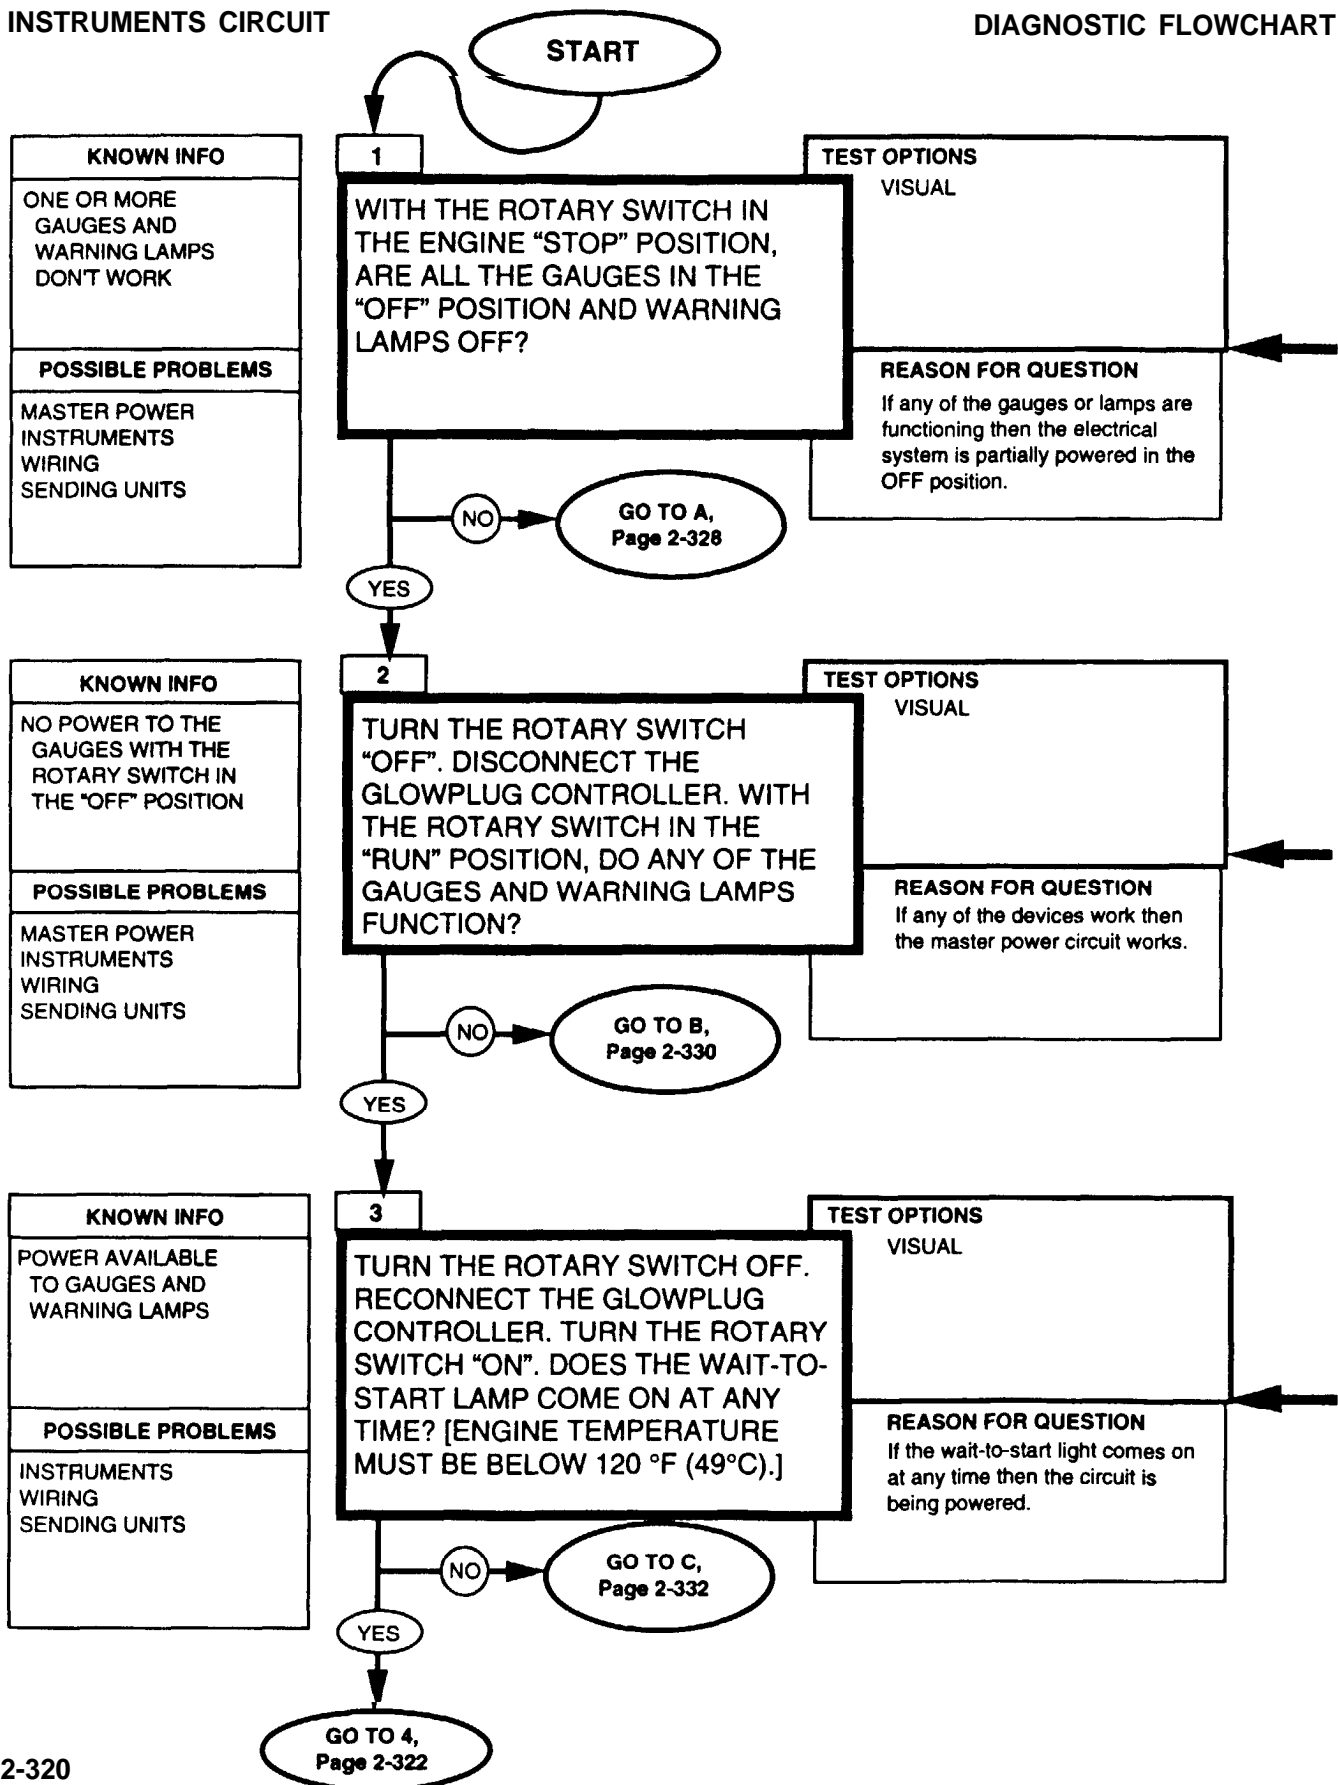 INSTRUMENTS CIRCUIT
DIAGNOSTIC FLOWCHART
START
KNOWN INFO
ONE OR MORE
GAUGES AND
WARNING LAMPS
DON'T WORK
POSSIBLE PROBLEMS
MASTER POWER
INSTRUMENTS
WIRING
SENDING UNITS
1
WITH THE ROTARY SWITCH IN
THE ENGINE “STOP” POSITION,
ARE ALL THE GAUGES IN THE
“OFF” POSITION AND WARNING
LAMPS OFF?
TEST OPTIONS
VISUAL
REASON FOR QUESTION
If any of the gauges or lamps are
functioning then the electrical
system is partially powered in the
OFF position.
NO
GO TO A,
Page 2-328
YES
KNOWN INFO
NO POWER TO THE
GAUGES WITH THE
ROTARY SWITCH IN
THE “OFF” POSITION
POSSIBLE PROBLEMS
MASTER POWER
INSTRUMENTS
WIRING
SENDING UNITS
2
TURN THE ROTARY SWITCH
“OFF”. DISCONNECT THE
GLOWPLUG CONTROLLER. WITH
THE ROTARY SWITCH IN THE
“RUN” POSITION, DO ANY OF THE
GAUGES AND WARNING LAMPS
FUNCTION?
TEST OPTIONS
VISUAL
REASON FOR QUESTION
If any of the devices work then
the master power circuit works.
NO
GO TO B,
Page 2-330
YES
KNOWN INFO
POWER AVAILABLE
TO GAUGES AND
WARNING LAMPS
POSSIBLE PROBLEMS
INSTRUMENTS
WIRING
SENDING UNITS
3
TURN THE ROTARY SWITCH OFF.
RECONNECT THE GLOWPLUG
CONTROLLER. TURN THE ROTARY
SWITCH “ON”. DOES THE WAIT-TO-
START LAMP COME ON AT ANY
TIME? [ENGINE TEMPERATURE
MUST BE BELOW 120 °F (49°C).]
TEST OPTIONS
VISUAL
REASON FOR QUESTION
If the wait-to-start light comes on
at any time then the circuit is
being powered.
NO
GO TO C,
Page 2-332
YES
GO TO 4,
Page 2-322
2-320